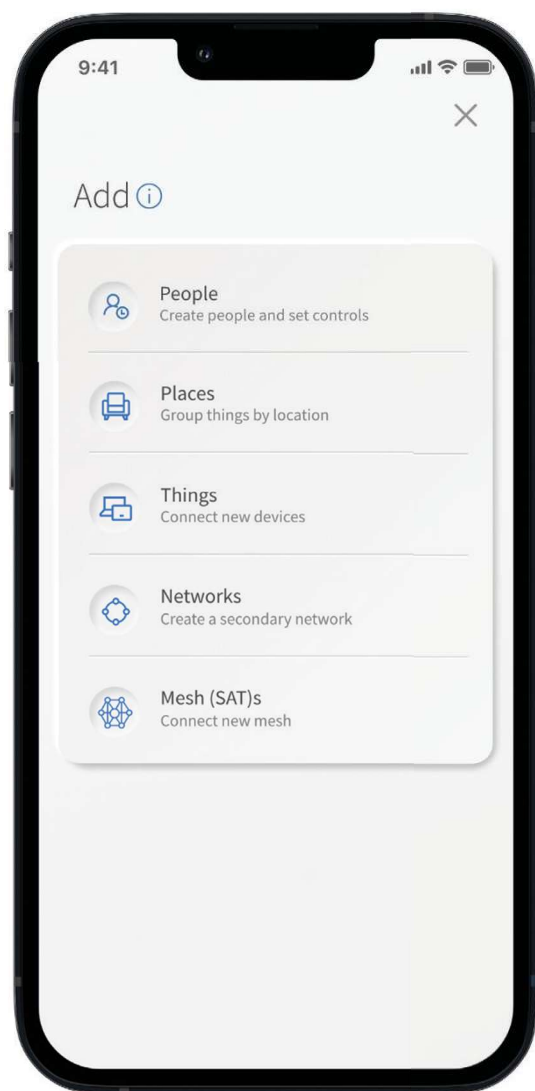 9:41
Add
People
Create people and set controls
Places
Group things by location
Things
Connect new devices
Networks
Create a secondary network
Mesh (SAT)s
Connect new mesh